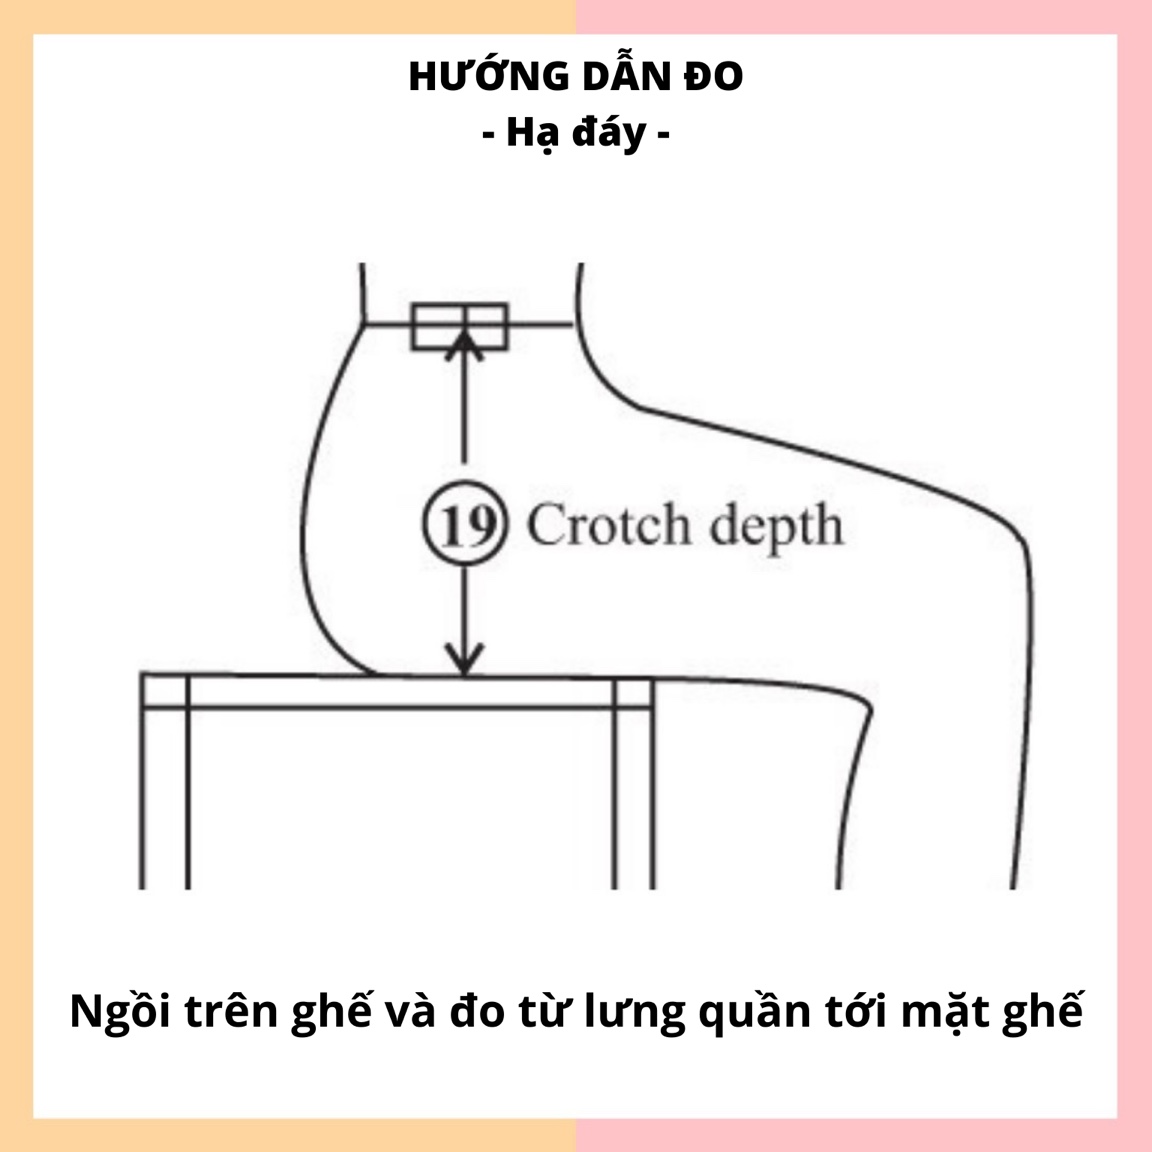 HƯỚNG DẪN ĐO
- Hạ đáy -
19 Crotch depth
Ngồi trên ghế và đo từ lưng quần tới mặt ghế